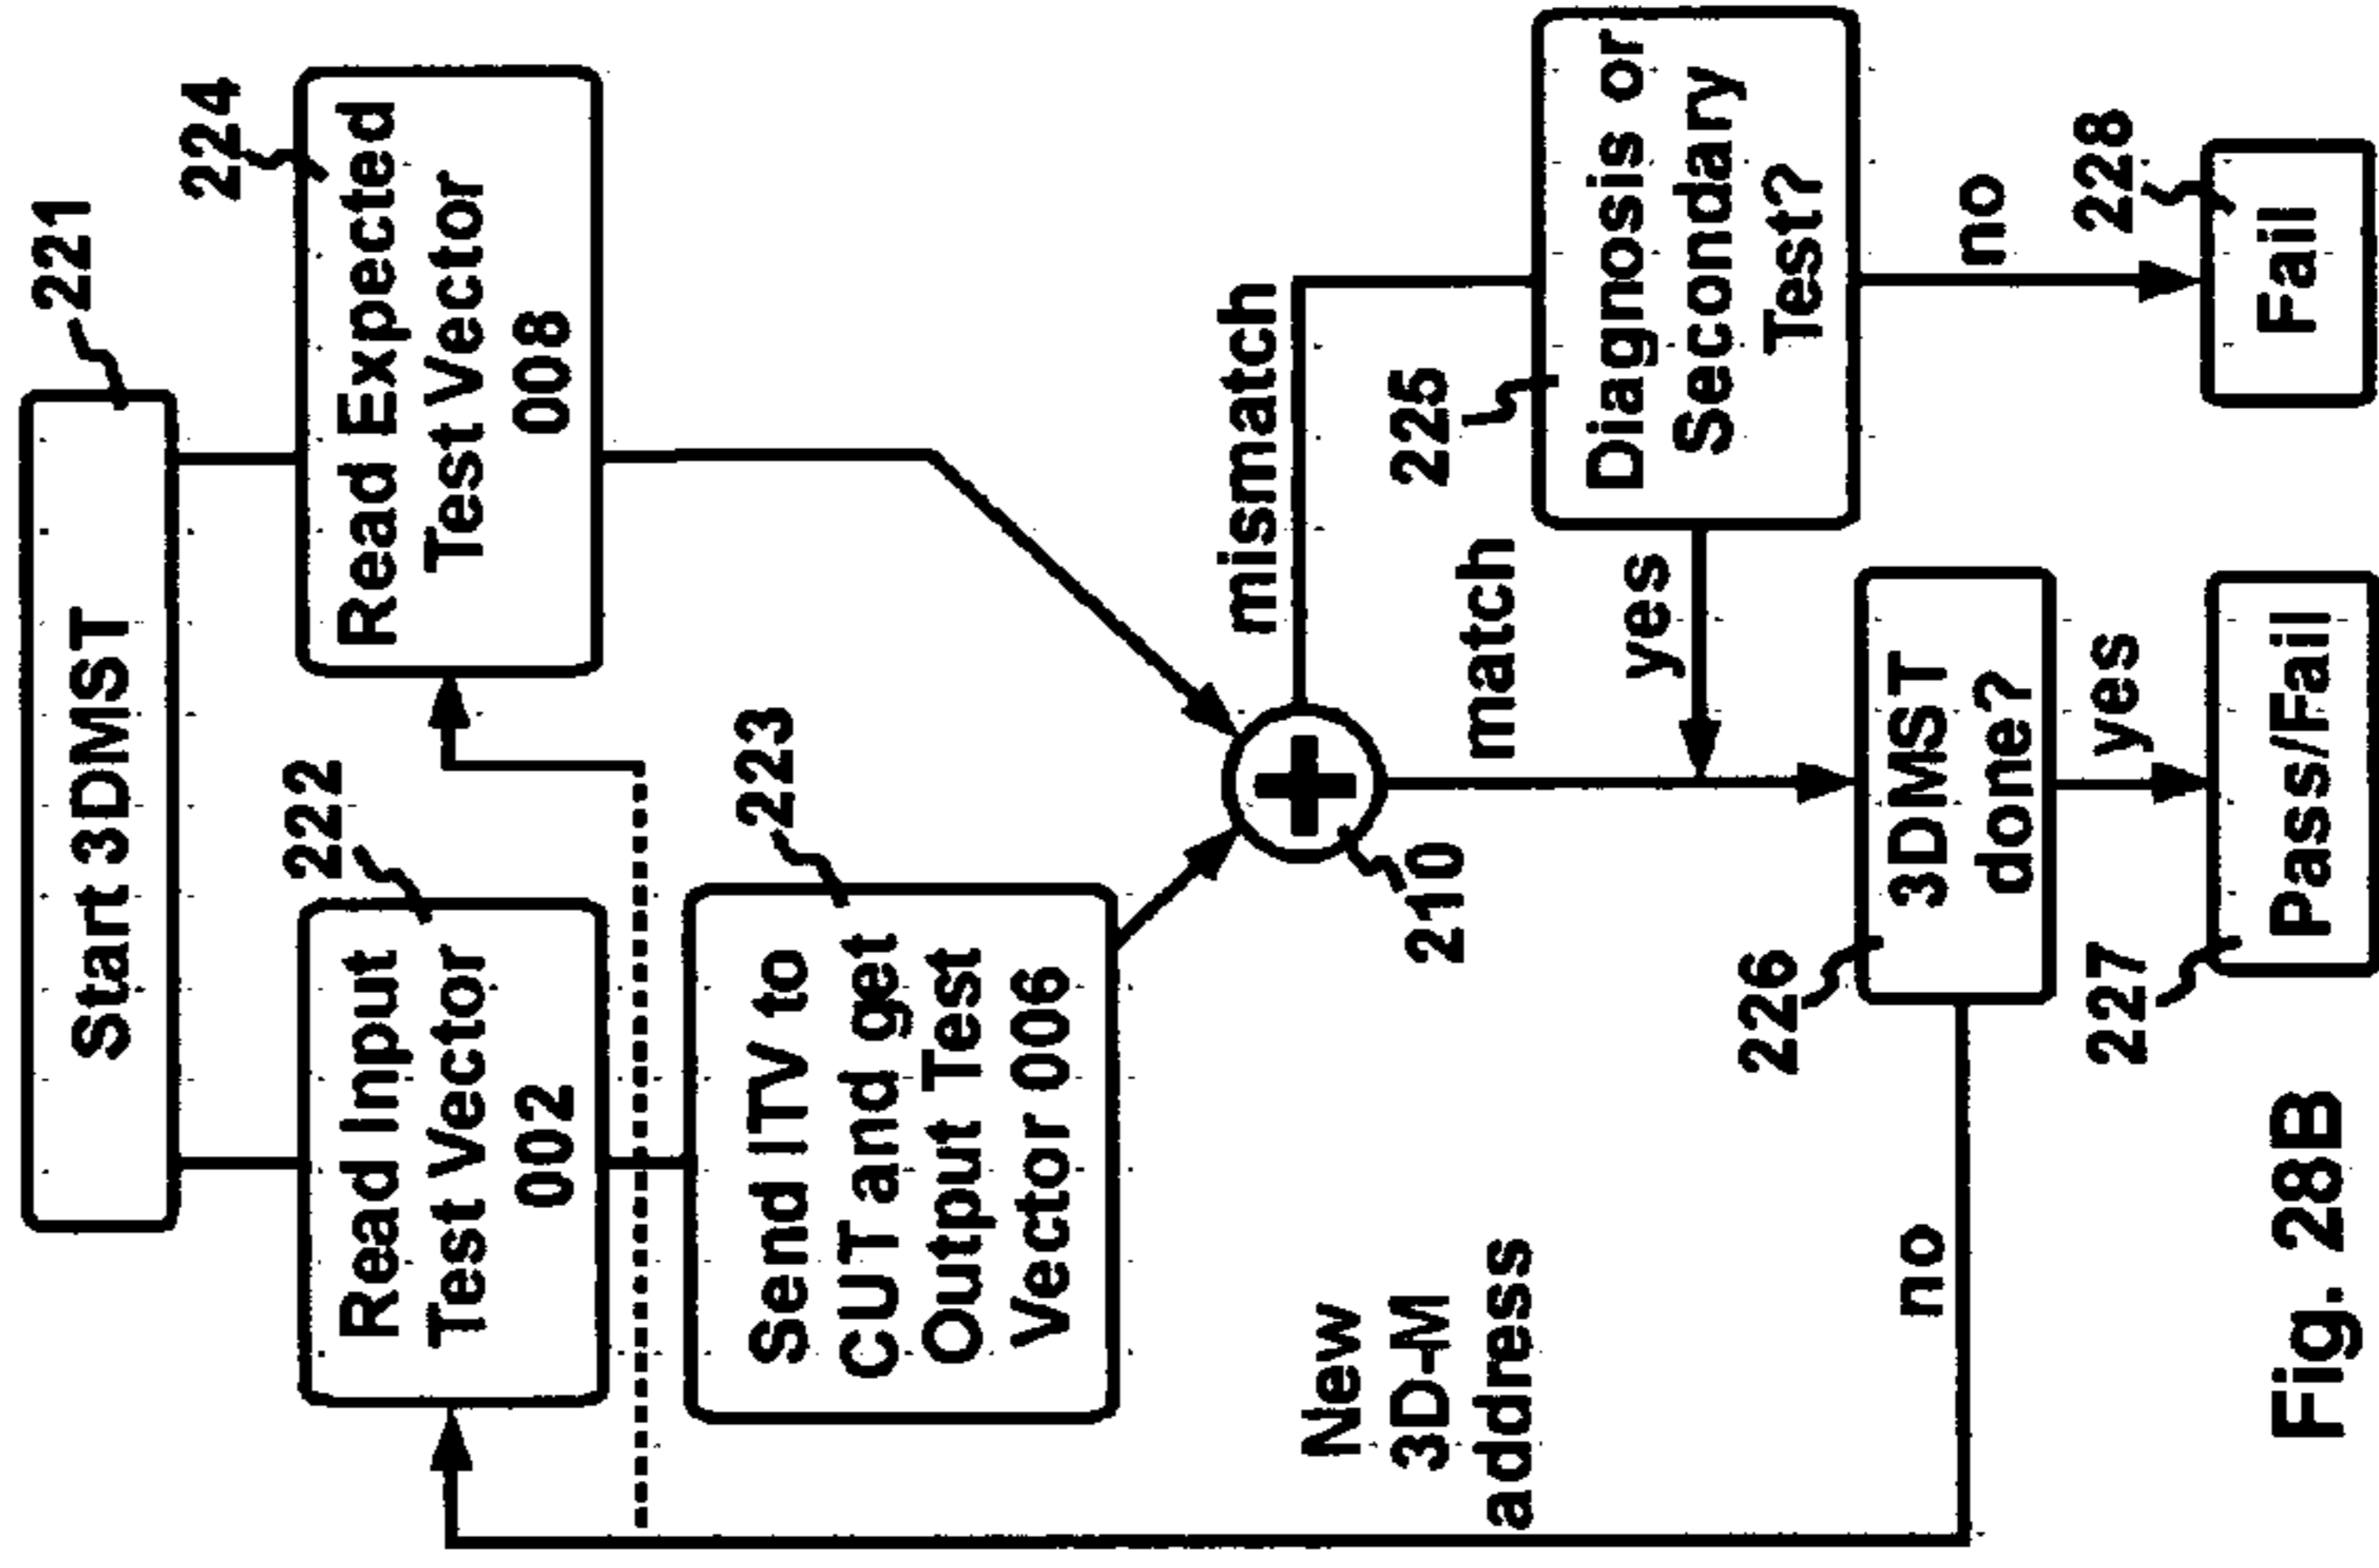 221
Start 3DMST
222
Read Input
Test Vector
002
224
Read Expected
Test Vector
008
223
Send ITV to
CUT and get
Output Test
Vector 006
210
mismatch
match
225
Diagnosis or
Secondary
Test?
yes
no
New
3D-M
address
226
3DMST
done?
no
yes
227
Pass/Fail
228
Fail
Fig. 28B